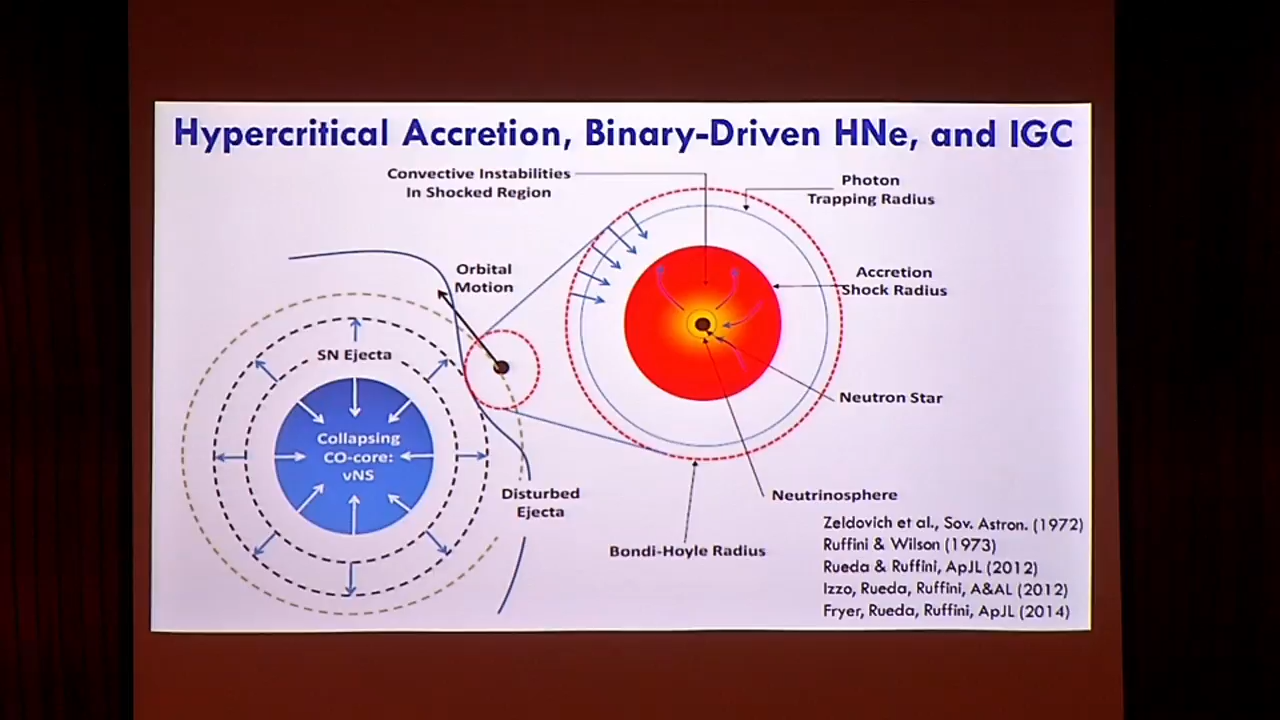 Hypercritical Accretion, Binary-Driven HNe, and IGC
Convective Instabilities
In Shocked Region
Photon
Trapping Radius
Orbital
Motion
Accretion
Shock Radius
SN Ejecta
Neutron Star
Collapsing
CO-core:
νNS
Disturbed
Ejecta
Neutrinosphere
Bondi-Hoyle Radius
Zeldovich et al., Sov. Astron. (1972)
Ruffini & Wilson (1973)
Rueda & Ruffini, ApJL (2012)
Izzo, Rueda, Ruffini, A&AL (2012)
Fryer, Rueda, Ruffini, ApJL (2014)